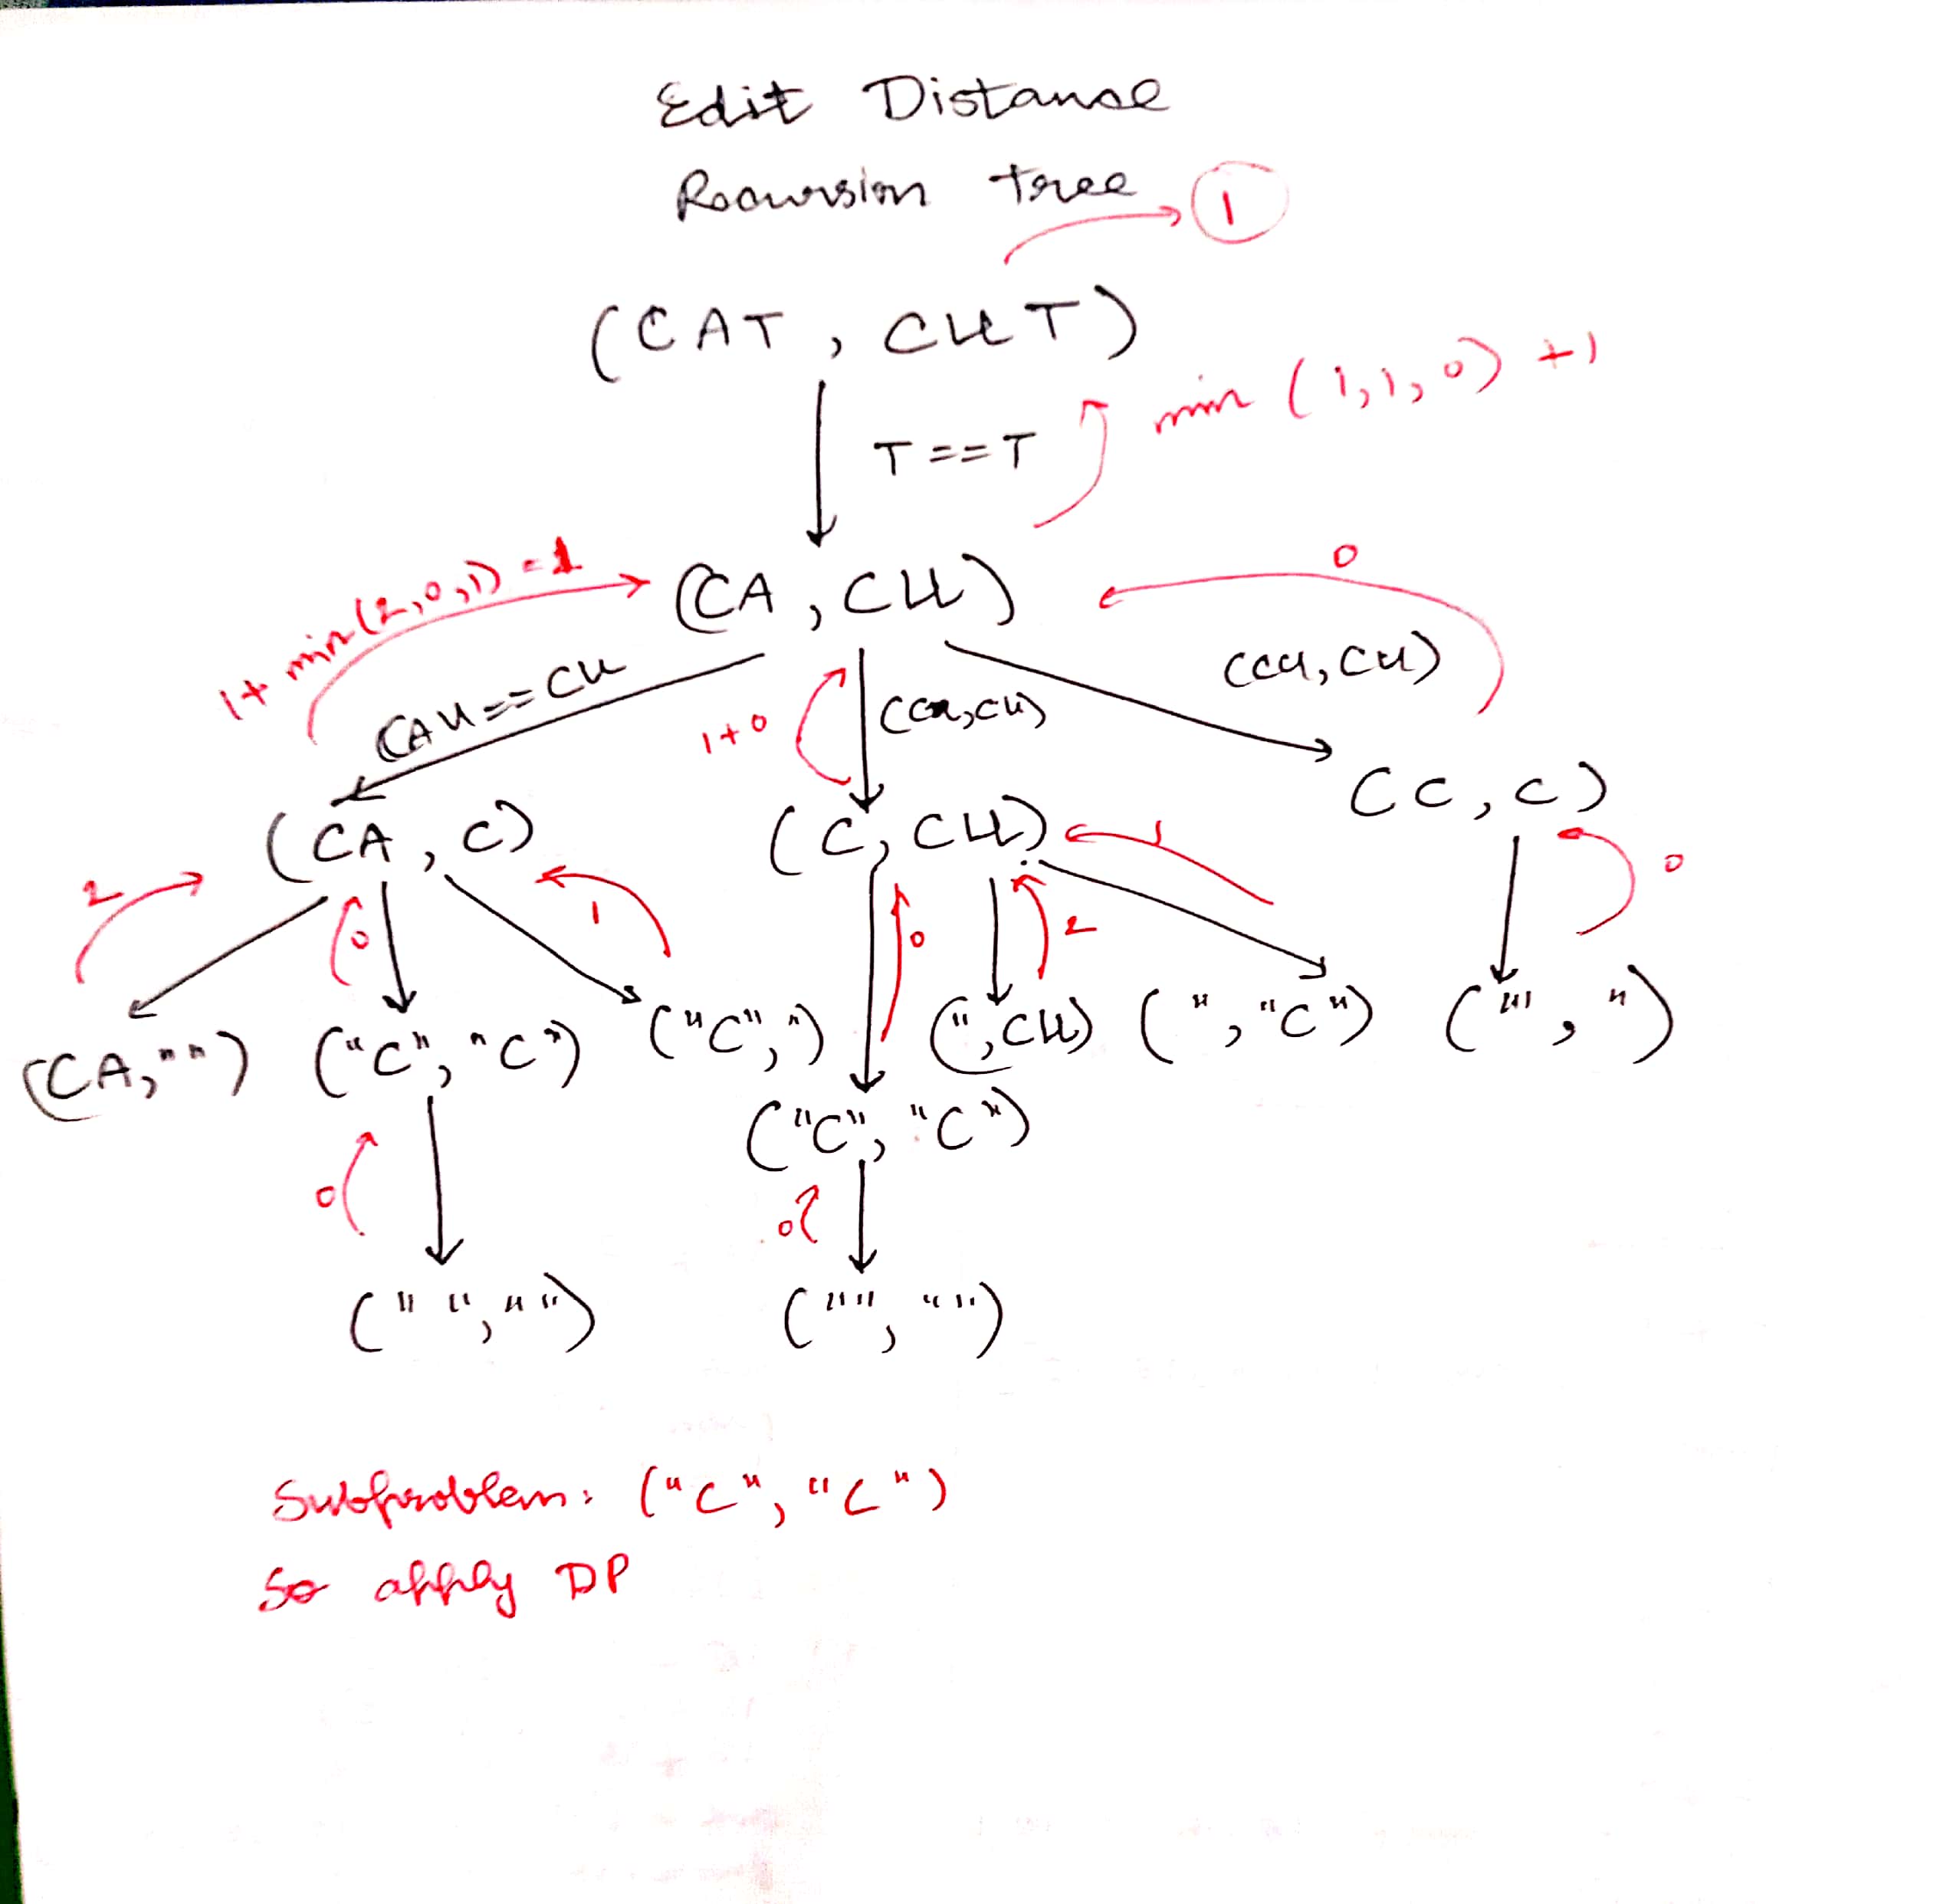 Edit Distance
Recursion Tree
1
(CAT, CUT)
min (1,1,0) +1
T==T
1+ min(2,0,1) = 1
(CA, CU)
0
CAU==CU
1+0
(CU, CU)
(C, C)
(CA, C)
(C, CU)
1
0
2
0
1
0
2
(CA, "")
("C", "C")
("C", ")
(", CU)
(", "C")
("", ")
("C", "C")
0
0
("", "")
("", "")
Subproblem: ("C", "C")
So apply DP